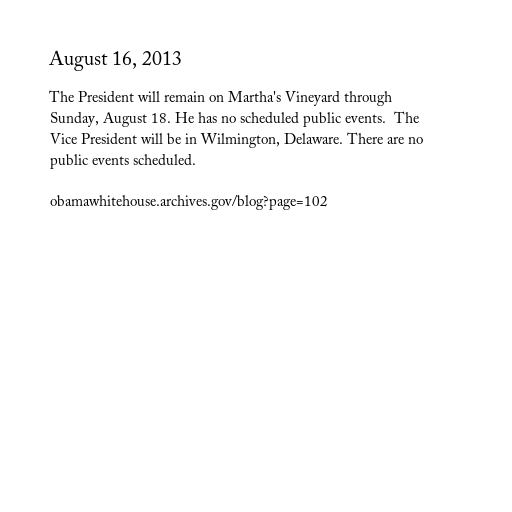 August 16, 2013
The President will remain on Martha's Vineyard through
Sunday, August 18. He has no scheduled public events.  The
Vice President will be in Wilmington, Delaware. There are no
public events scheduled.
obamawhitehouse.archives.gov/blog?page=102